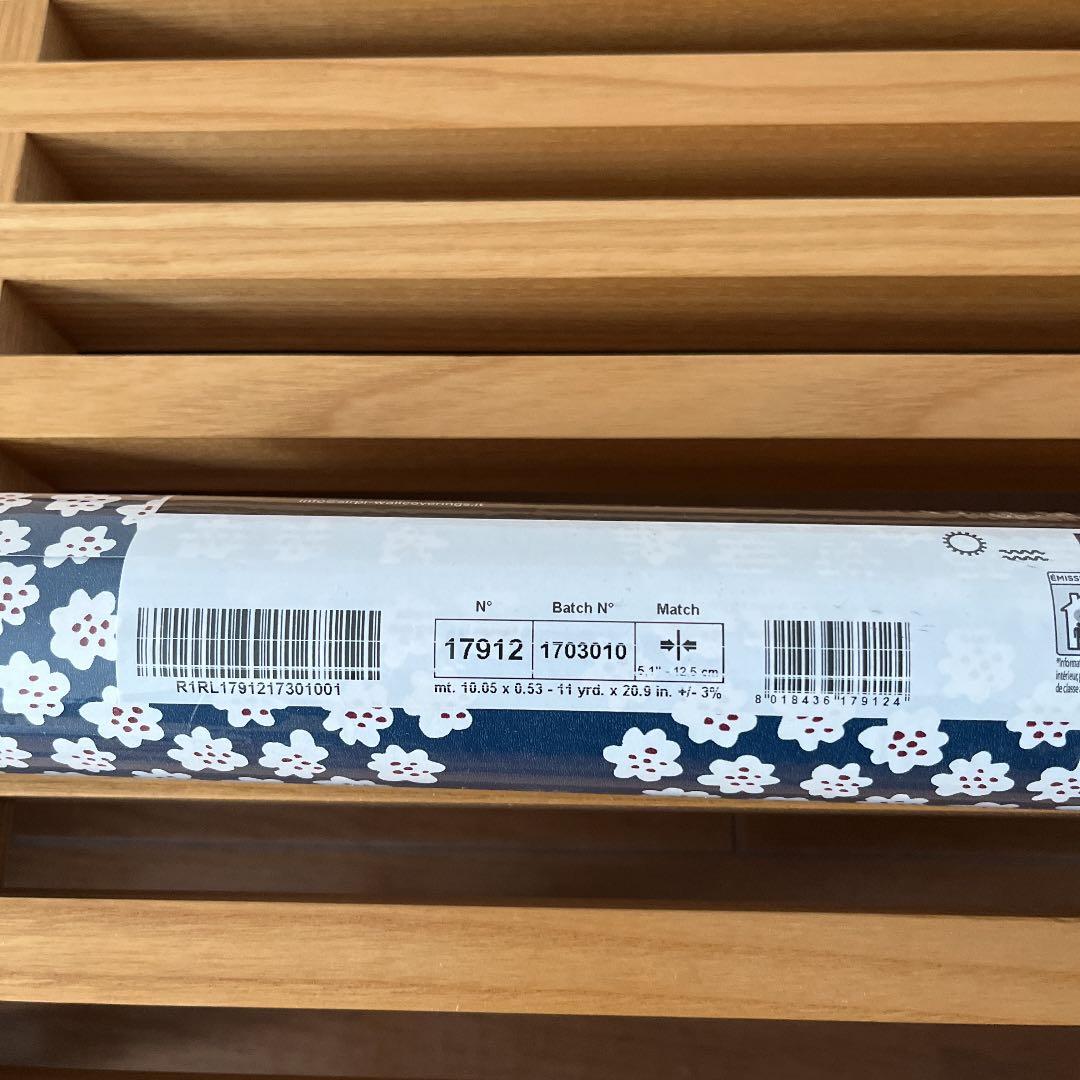 N° Batch N° Match
17912 1703010
5,1" - 12,5 cm
mt. 10.05 x 0.53 - 11 yrd. x 20.9 in. +/- 3%
R1RL1791217301001
8 018436 179124